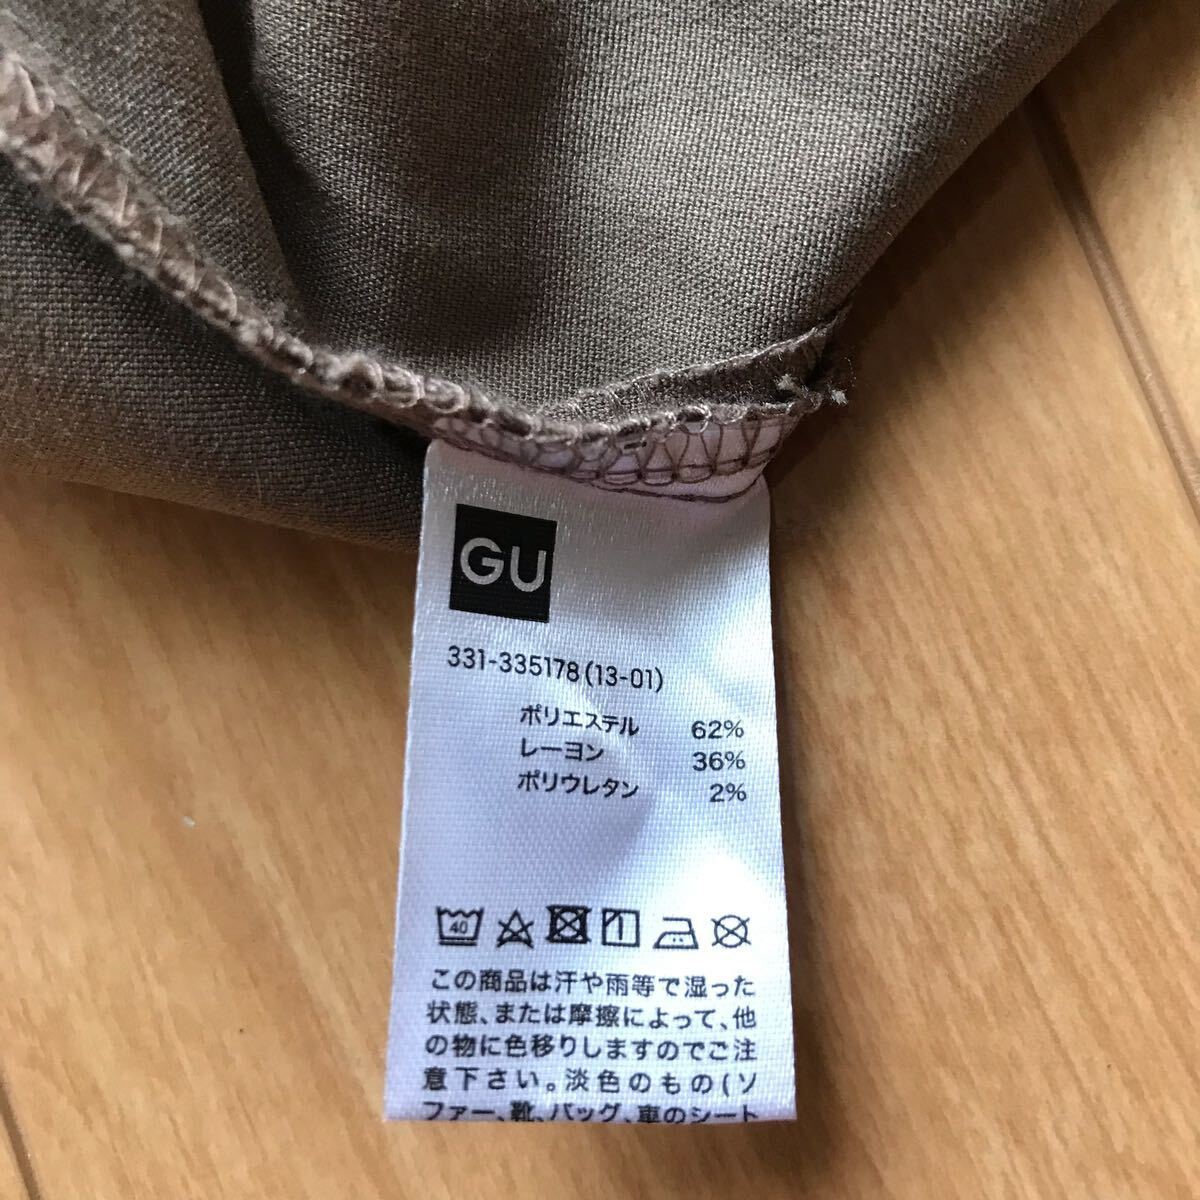 GU
331-335178(13-01)
ポリエステル 62%
レーヨン 36%
ポリウレタン 2%
40
この商品は汗や雨等で湿った
状態、または摩擦によって、他
の物に色移りしますのでご注
意下さい。淡色のもの(ソ
ファー、靴、バッグ、車のシート